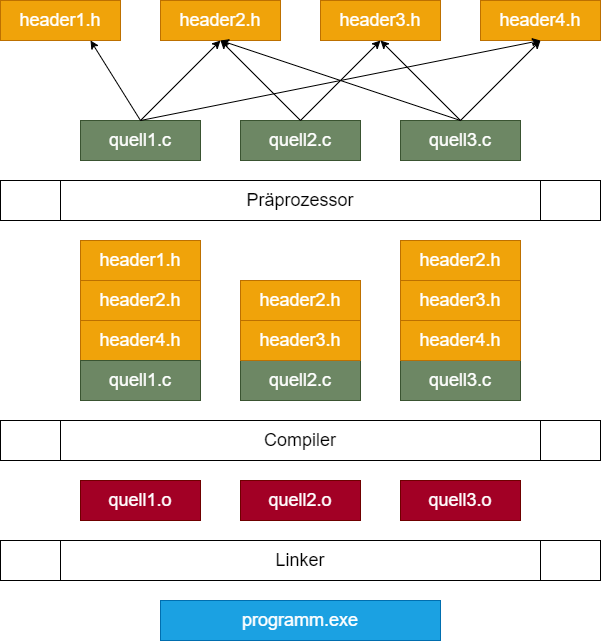 header1.h header2.h header3.h header4.h
quell1.c quell2.c quell3.c
Präprozessor
header1.h header2.h
header2.h header2.h header3.h
header4.h header3.h header4.h
quell1.c quell2.c quell3.c
Compiler
quell1.o quell2.o quell3.o
Linker
programm.exe